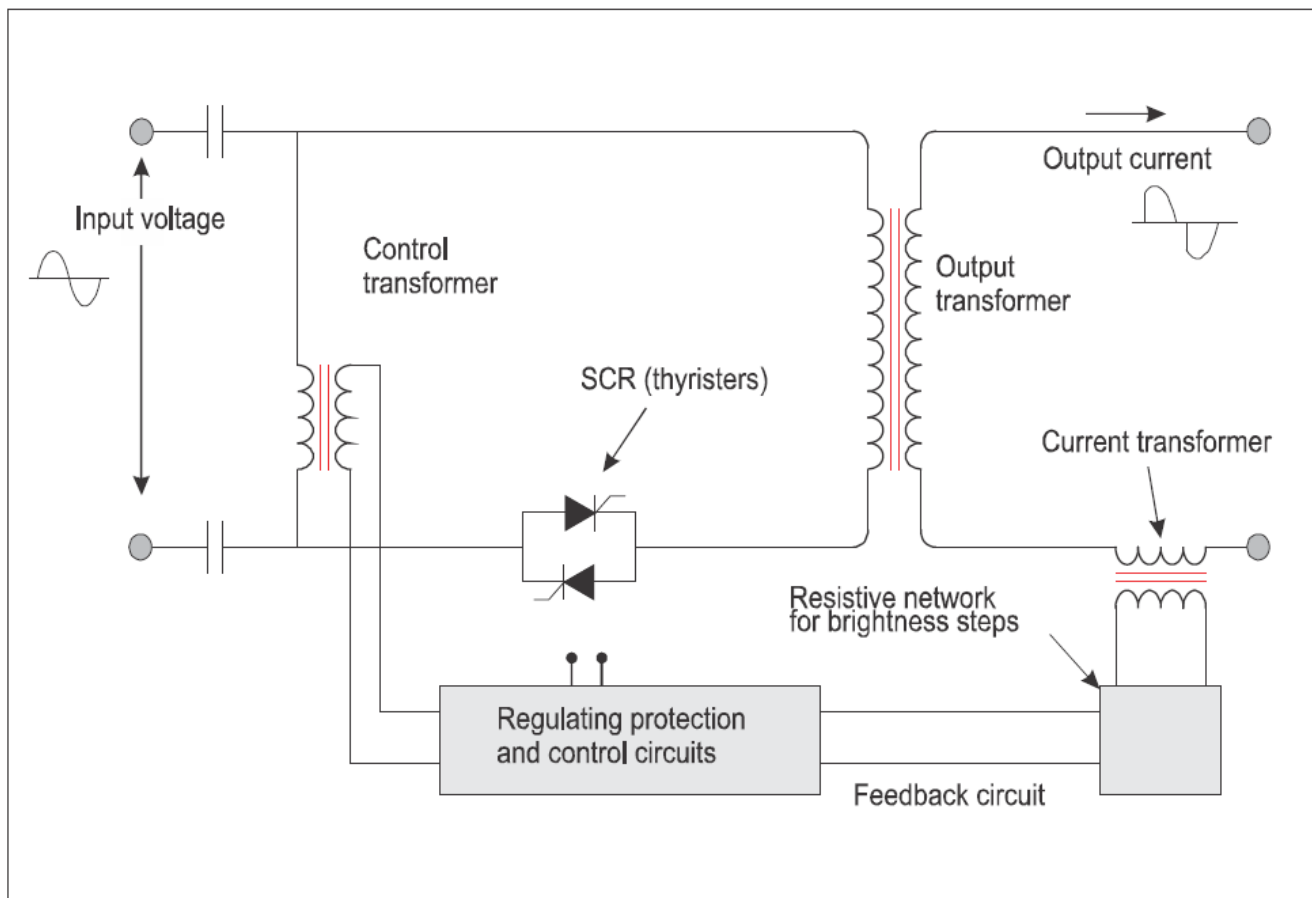 Output current
Input voltage
Control
transformer
Output
transformer
SCR (thyristers)
Current transformer
Resistive network
for brightness steps
Regulating protection
and control circuits
Feedback circuit